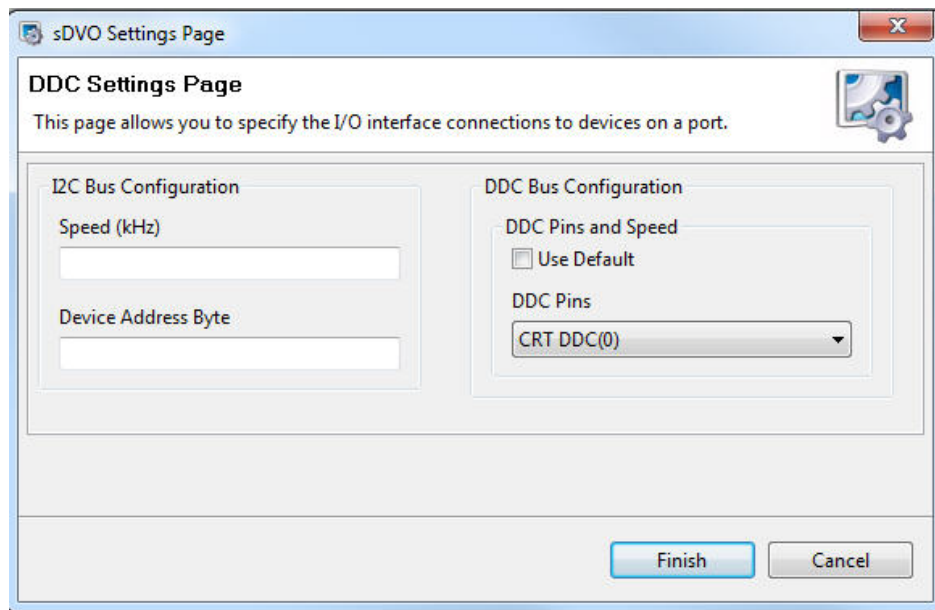 sDVO Settings Page
DDC Settings Page
This page allows you to specify the I/O interface connections to devices on a port.
I2C Bus Configuration
Speed (kHz)
Device Address Byte
DDC Bus Configuration
DDC Pins and Speed
Use Default
DDC Pins
CRT DDC(0)
Finish
Cancel